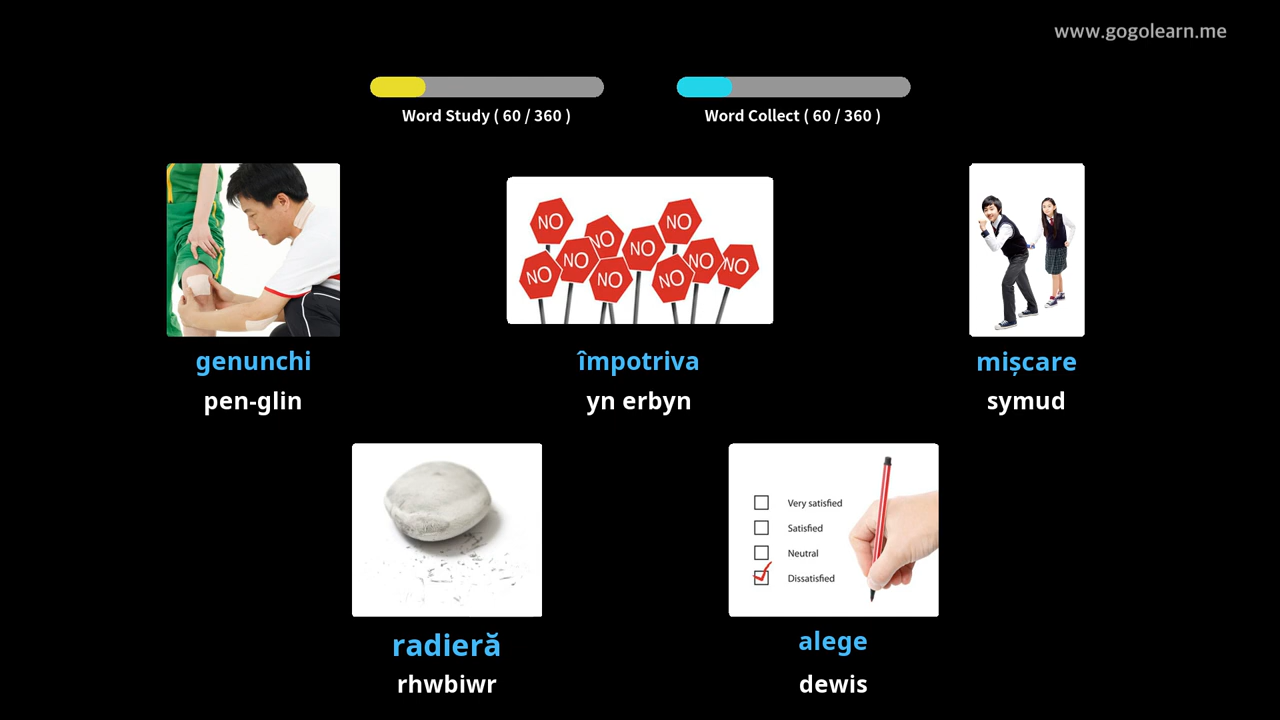 www.gogolearn.me
Word Study ( 60 / 360 )
Word Collect ( 60 / 360 )
NO
NO
NO
NO
NO
NO
NO
NO
NO
NO
genunchi
pen-glin
împotriva
yn erbyn
mișcare
symud
Very satisfied
Satisfied
Neutral
Dissatisfied
radieră
rhwbiwr
alege
dewis